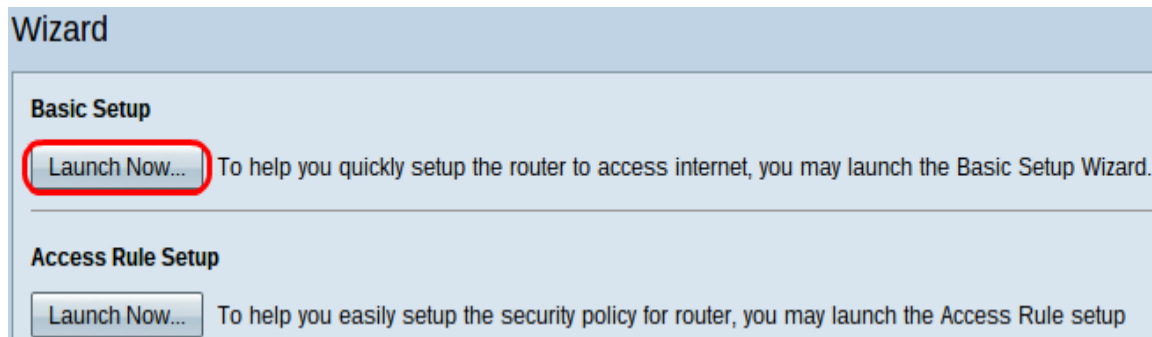 Wizard
Basic Setup
Launch Now... To help you quickly setup the router to access internet, you may launch the Basic Setup Wizard.
Access Rule Setup
Launch Now... To help you easily setup the security policy for router, you may launch the Access Rule setup